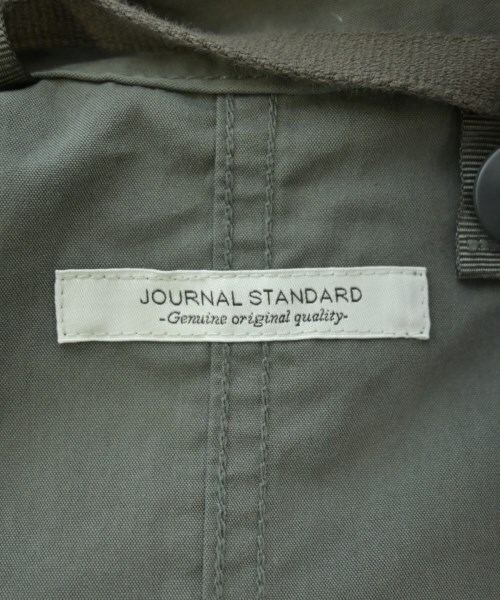 JOURNAL STANDARD
-Genuine original quality-